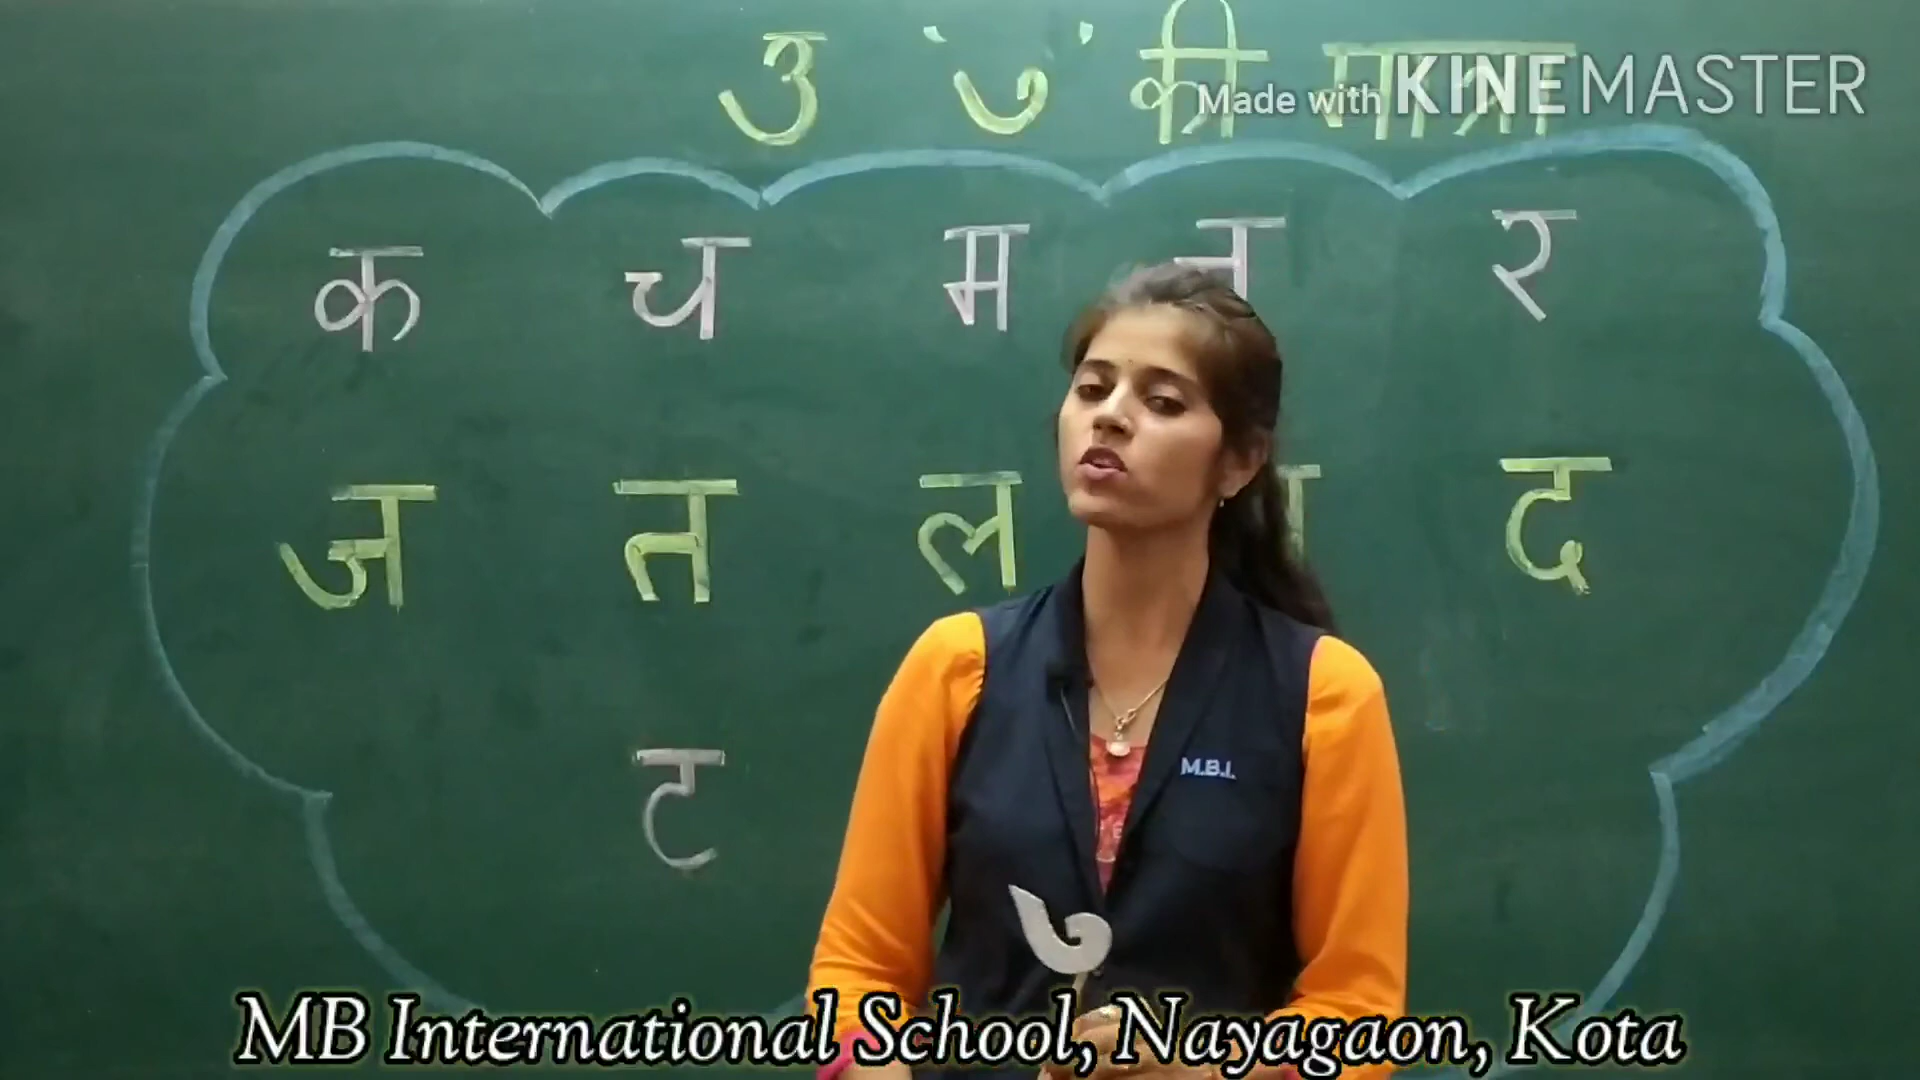 उ ' ु ' की मात्रा
Made with KINEMASTER
क च म न र
ज त ल द
ट
M.B.I.
MB International School, Nayagaon, Kota